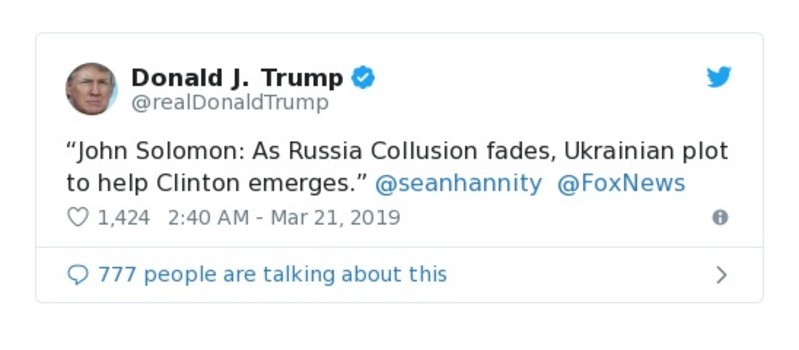 Donald J. Trump
@realDonaldTrump
“John Solomon: As Russia Collusion fades, Ukrainian plot
to help Clinton emerges.” @seanhannity @FoxNews
1,424 2:40 AM - Mar 21, 2019
777 people are talking about this